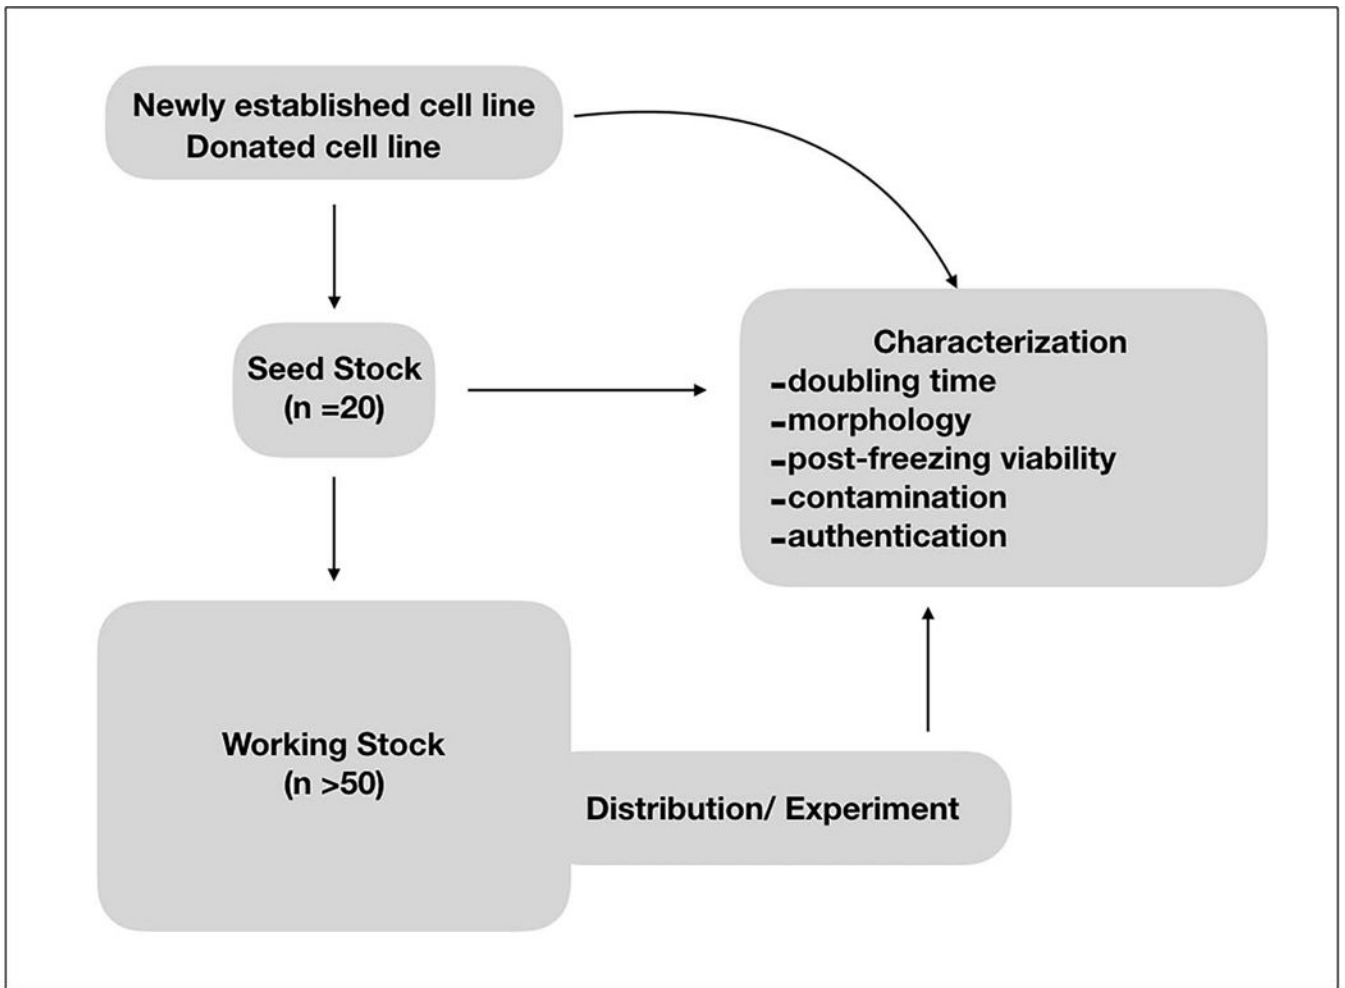 Newly established cell line
Donated cell line
Seed Stock
(n =20)
Characterization
-doubling time
-morphology
-post-freezing viability
-contamination
-authentication
Working Stock
(n >50)
Distribution/ Experiment